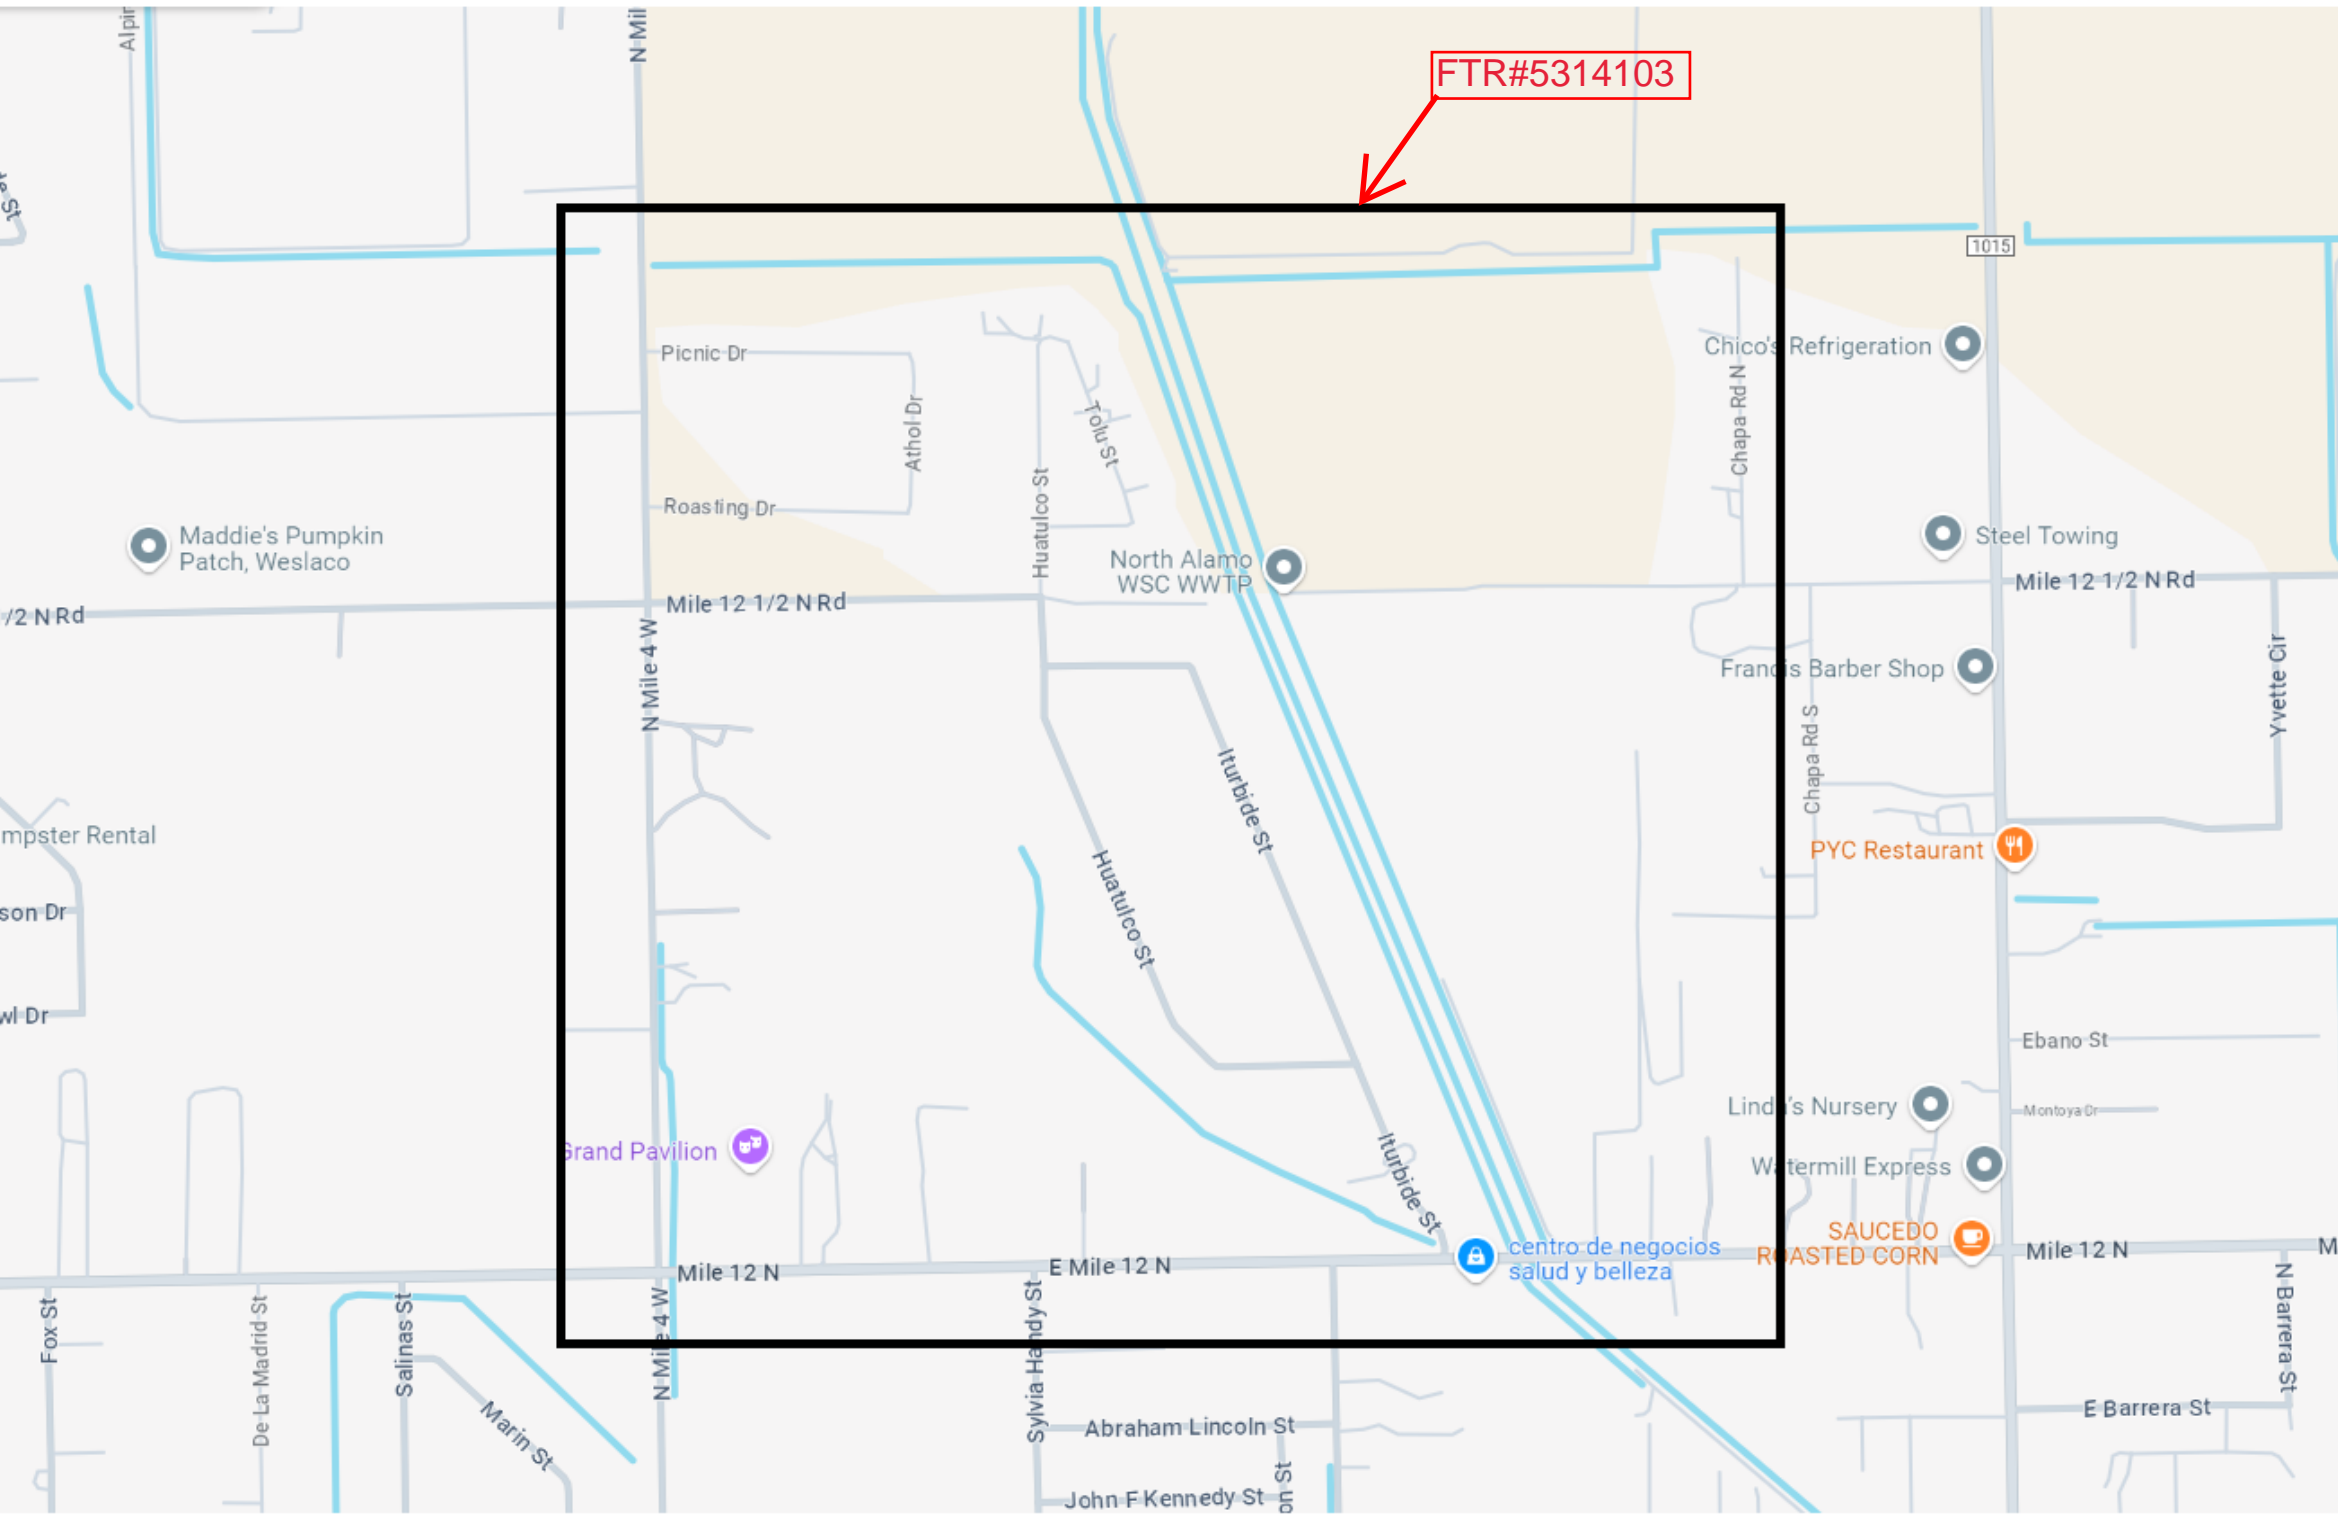 FTR#5314103
N Mil
1015
Picnic Dr
Athol Dr
Tolu St
Huatulco St
Roasting Dr
Chapa Rd N
Chico's Refrigeration
Maddie's Pumpkin
Patch, Weslaco
North Alamo
WSC WWTP
Steel Towing
/2 N Rd
Mile 12 1/2 N Rd
Mile 12 1/2 N Rd
N Mile 4 W
Francis Barber Shop
Yvette Cir
Chapa Rd S
Iturbide St
mpster Rental
PYC Restaurant
Huatulco St
son Dr
wl Dr
Ebano St
Linda's Nursery
Montoya Dr
Grand Pavilion
Iturbide St
Watermill Express
SAUCEDO
ROASTED CORN
centro de negocios
salud y belleza
Mile 12 N
E Mile 12 N
Mile 12 N
M
Fox St
De La Madrid St
Salinas St
N Mile 4 W
Sylvia Handy St
N Barrera St
Marin St
Abraham Lincoln St
E Barrera St
John F Kennedy St
on St